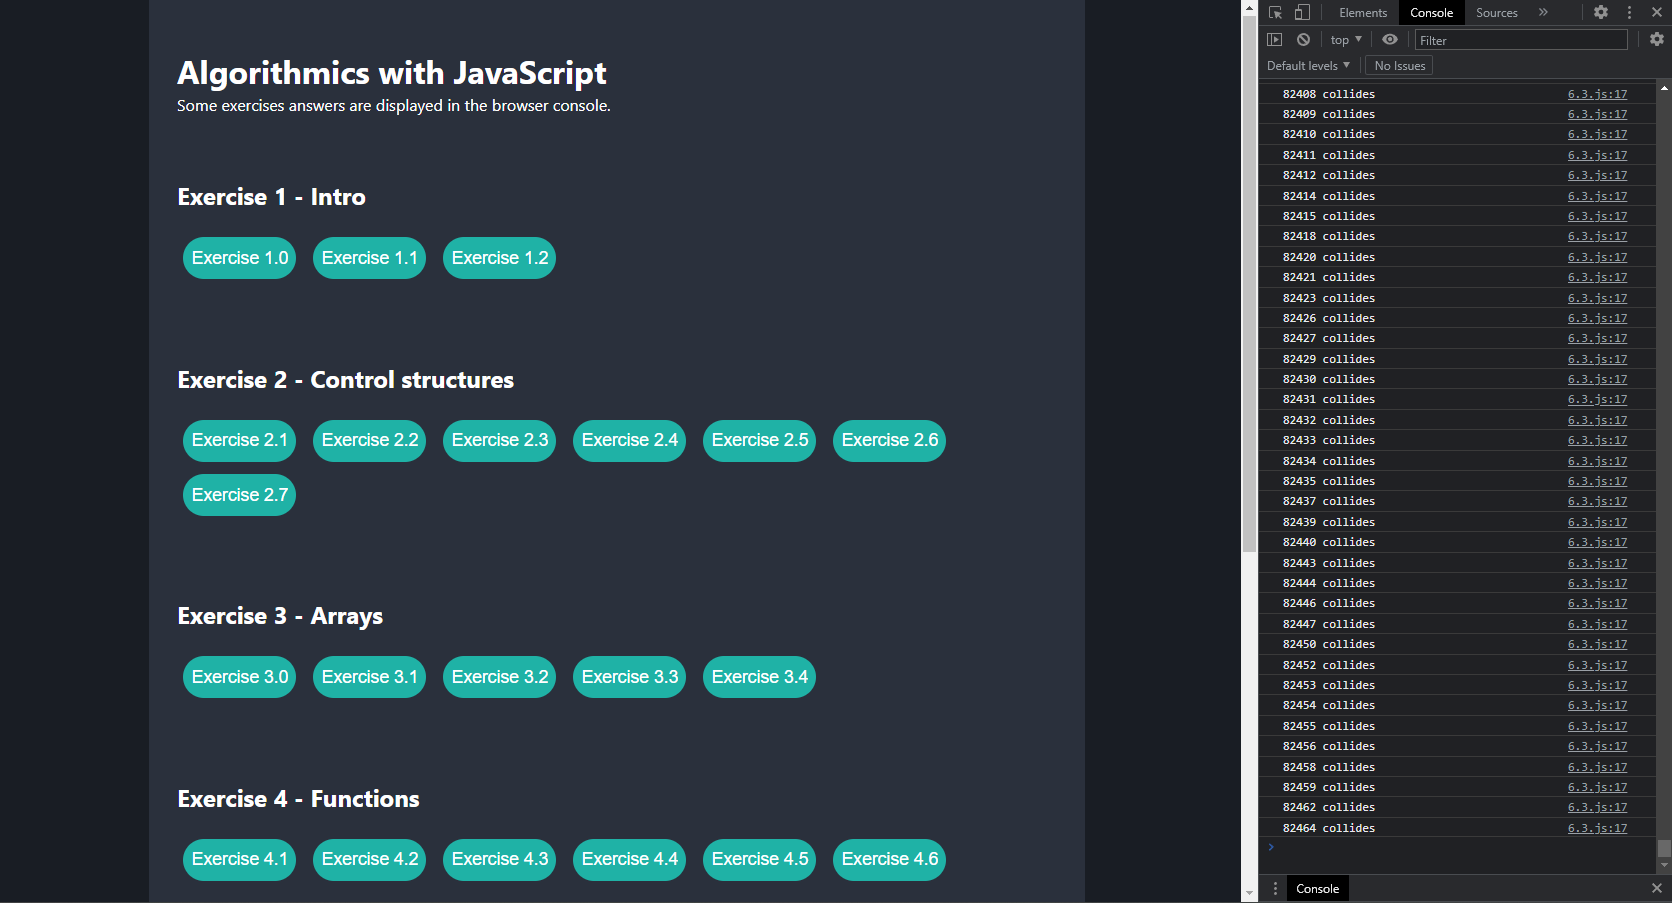 Algorithmics with JavaScript
Some exercises answers are displayed in the browser console.
Exercise 1 - Intro
Exercise 1.0 Exercise 1.1 Exercise 1.2
Exercise 2 - Control structures
Exercise 2.1 Exercise 2.2 Exercise 2.3 Exercise 2.4 Exercise 2.5 Exercise 2.6
Exercise 2.7
Exercise 3 - Arrays
Exercise 3.0 Exercise 3.1 Exercise 3.2 Exercise 3.3 Exercise 3.4
Exercise 4 - Functions
Exercise 4.1 Exercise 4.2 Exercise 4.3 Exercise 4.4 Exercise 4.5 Exercise 4.6
Elements Console Sources »
top Filter
Default levels No Issues
82408 collides 6.3.js:17
82409 collides 6.3.js:17
82410 collides 6.3.js:17
82411 collides 6.3.js:17
82412 collides 6.3.js:17
82414 collides 6.3.js:17
82415 collides 6.3.js:17
82418 collides 6.3.js:17
82420 collides 6.3.js:17
82421 collides 6.3.js:17
82423 collides 6.3.js:17
82426 collides 6.3.js:17
82427 collides 6.3.js:17
82429 collides 6.3.js:17
82430 collides 6.3.js:17
82431 collides 6.3.js:17
82432 collides 6.3.js:17
82433 collides 6.3.js:17
82434 collides 6.3.js:17
82435 collides 6.3.js:17
82437 collides 6.3.js:17
82439 collides 6.3.js:17
82440 collides 6.3.js:17
82443 collides 6.3.js:17
82444 collides 6.3.js:17
82446 collides 6.3.js:17
82447 collides 6.3.js:17
82450 collides 6.3.js:17
82452 collides 6.3.js:17
82453 collides 6.3.js:17
82454 collides 6.3.js:17
82455 collides 6.3.js:17
82456 collides 6.3.js:17
82458 collides 6.3.js:17
82459 collides 6.3.js:17
82462 collides 6.3.js:17
82464 collides 6.3.js:17
Console